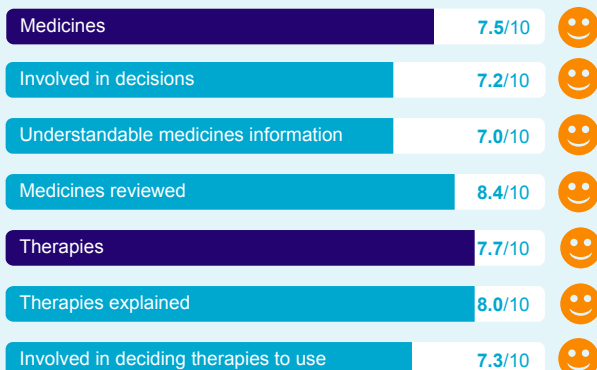 Medicines 7.5/10
Involved in decisions 7.2/10
Understandable medicines information 7.0/10
Medicines reviewed 8.4/10
Therapies 7.7/10
Therapies explained 8.0/10
Involved in deciding therapies to use 7.3/10